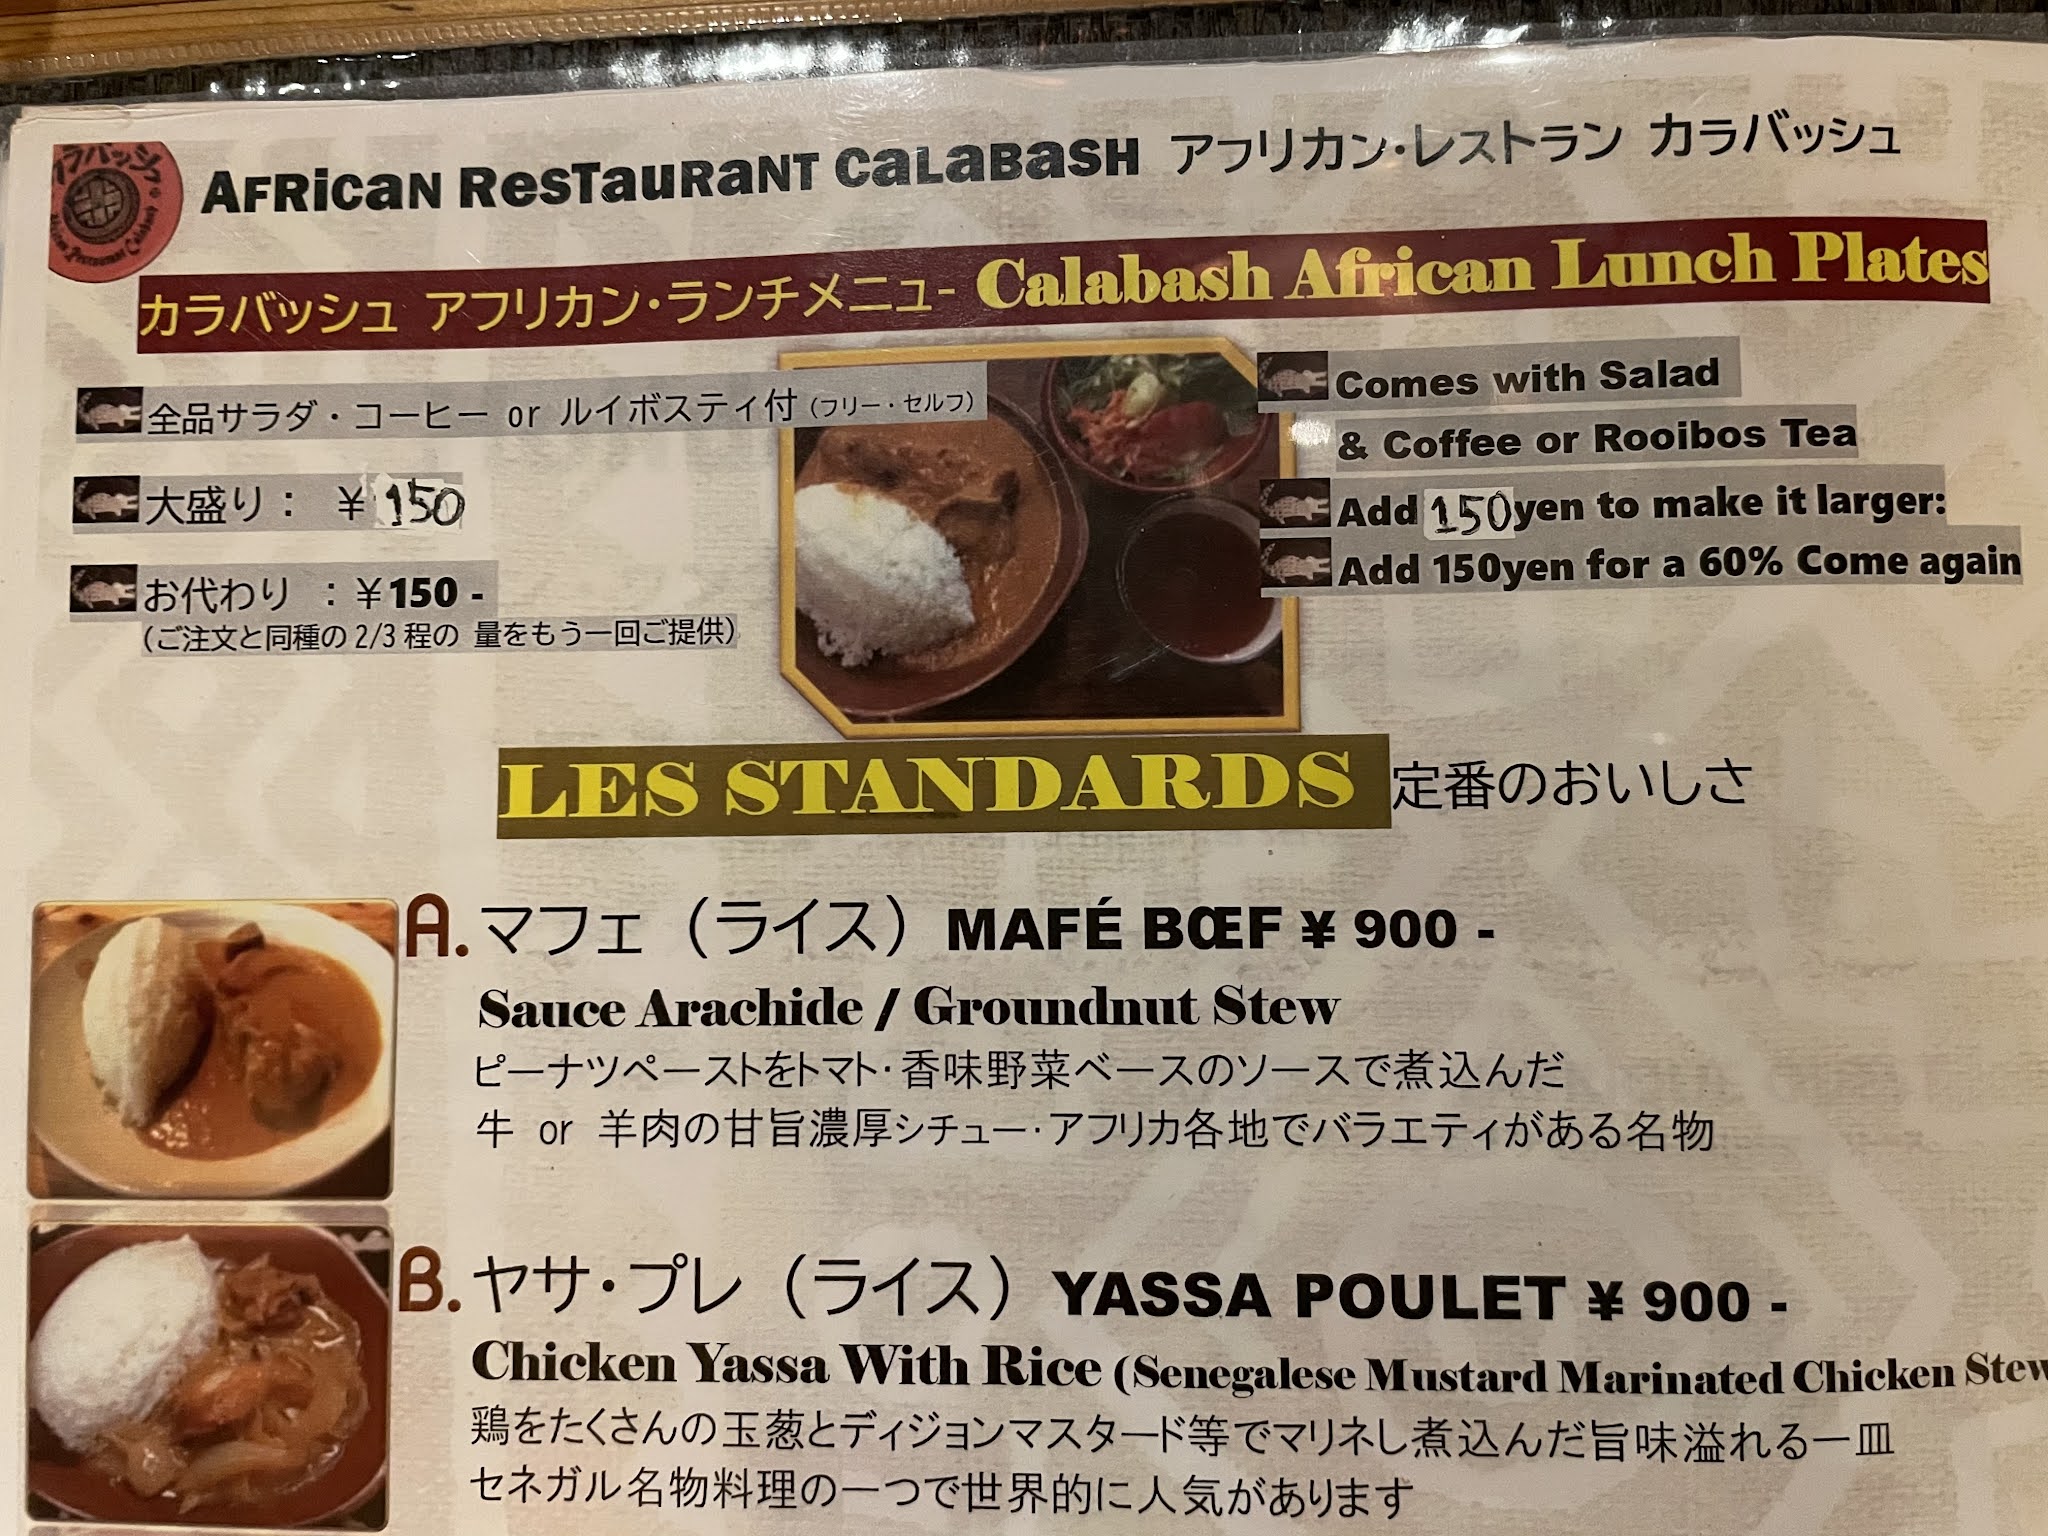 カラバッシュ
African Restaurant Calabash
AFRICAN RESTAURANT CALABASH アフリカン・レストラン カラバッシュ
カラバッシュ アフリカン・ランチメニュー Calabash African Lunch Plates
全品サラダ・コーヒー or ルイボスティ付 (フリー・セルフ)
大盛り： ￥150
お代わり ：￥150 -
(ご注文と同種の 2/3 程の 量をもう一回ご提供)
Comes with Salad
& Coffee or Rooibos Tea
Add 150yen to make it larger:
Add 150yen for a 60% Come again
LES STANDARDS 定番のおいしさ
A. マフェ（ライス）MAFÉ BŒF ￥ 900 -
Sauce Arachide / Groundnut Stew
ピーナツペーストをトマト・香味野菜ベースのソースで煮込んだ
牛 or 羊肉の甘旨濃厚シチュー・アフリカ各地でバラエティがある名物
B. ヤサ・プレ（ライス）YASSA POULET ￥ 900 -
Chicken Yassa With Rice (Senegalese Mustard Marinated Chicken Stew
鶏をたくさんの玉葱とディジョンマスタード等でマリネし煮込んだ旨味溢れる一皿
セネガル名物料理の一つで世界的に人気があります